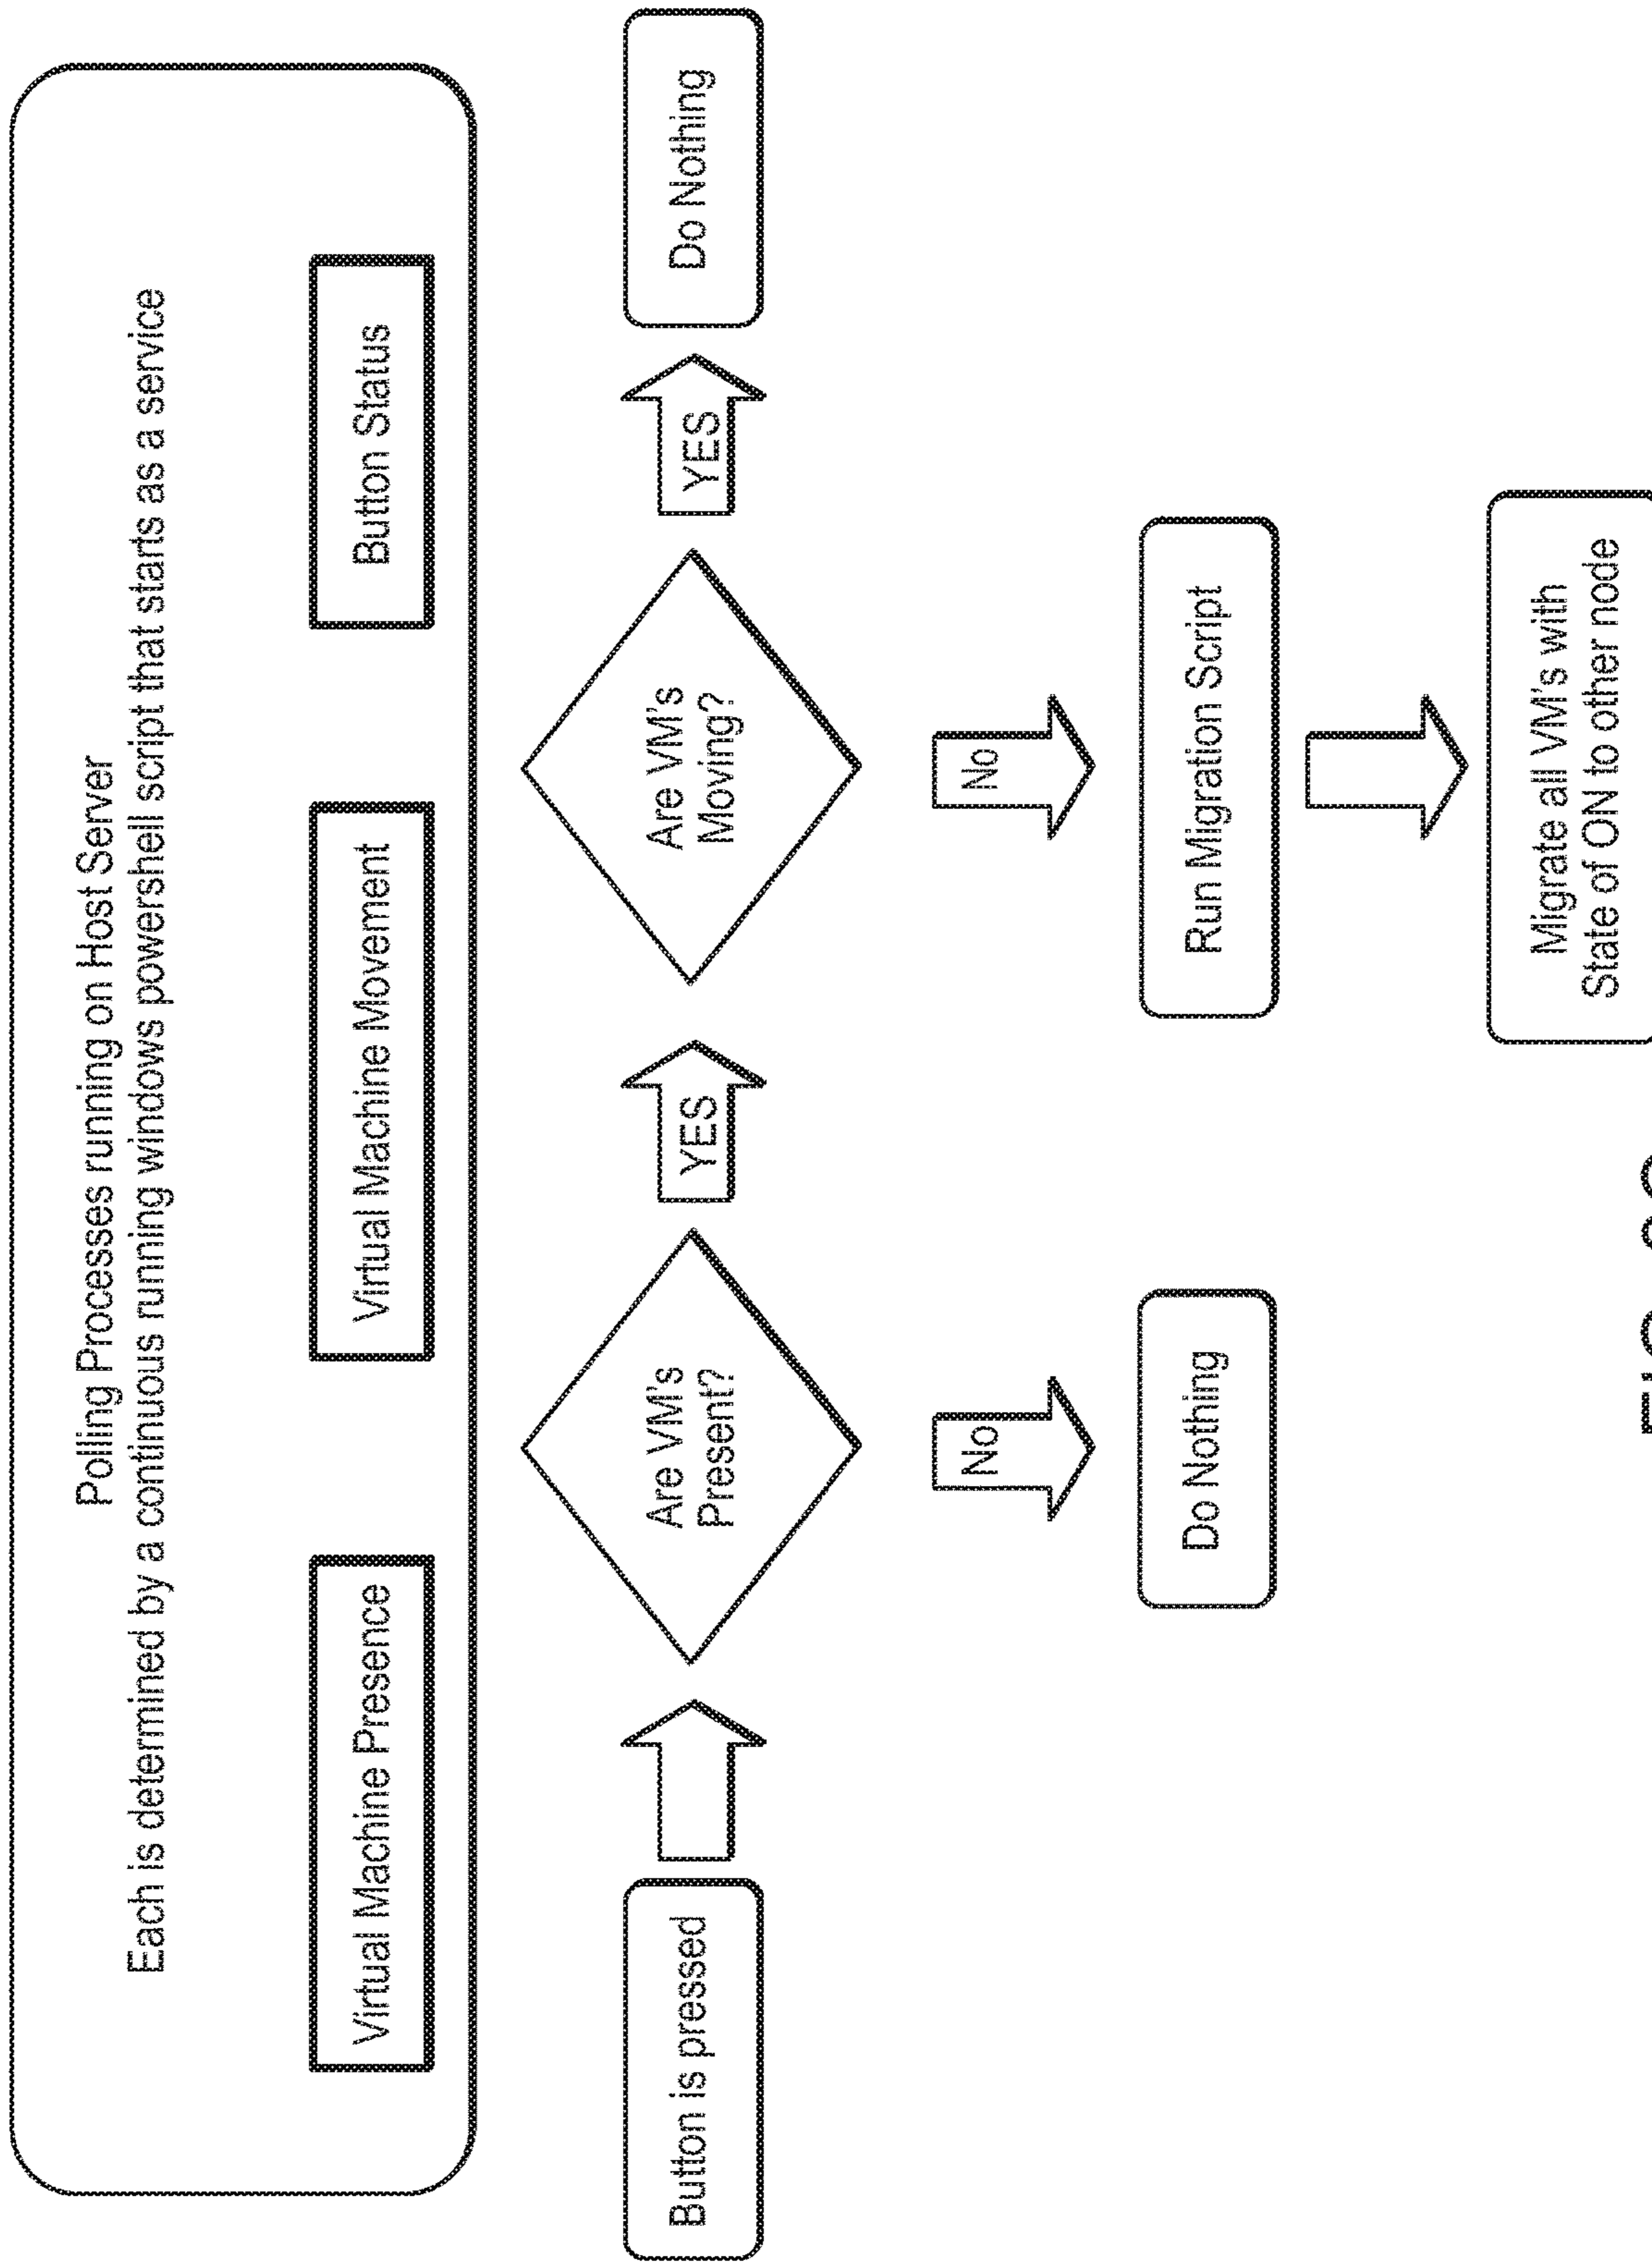 Polling Processes running on Host Server
Each is determined by a continuous running windows powershell script that starts as a service
Virtual Machine Presence
Virtual Machine Movement
Button Status
Button is pressed
Are VM's
Present?
YES
Are VM's
Moving?
YES
Do Nothing
No
Do Nothing
No
Run Migration Script
Migrate all VM's with
State of ON to other node